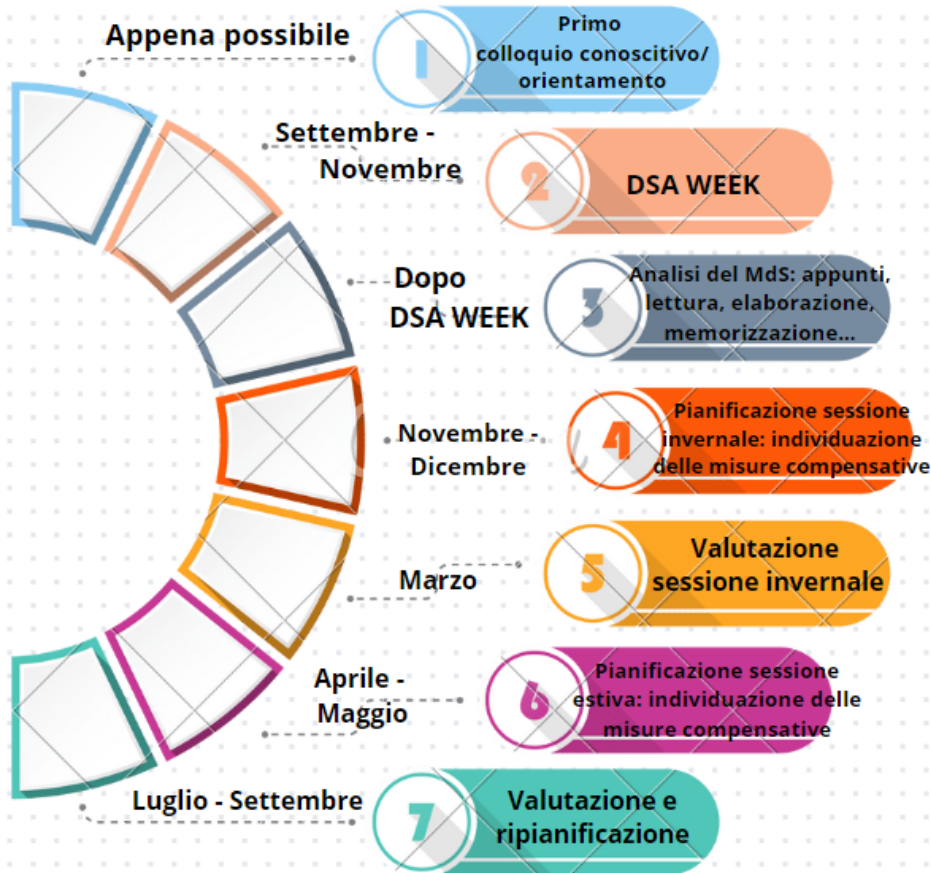 Appena possibile
1
Primo
colloquio conoscitivo/
orientamento
Settembre -
Novembre
2
DSA WEEK
Dopo
DSA WEEK
3
Analisi del MdS: appunti,
lettura, elaborazione,
memorizzazione...
Novembre -
Dicembre
4
Pianificazione sessione
invernale: individuazione
delle misure compensative
Marzo
5
Valutazione
sessione invernale
Aprile -
Maggio
6
Pianificazione sessione
estiva: individuazione delle
misure compensative
Luglio - Settembre
7
Valutazione e
ripianificazione